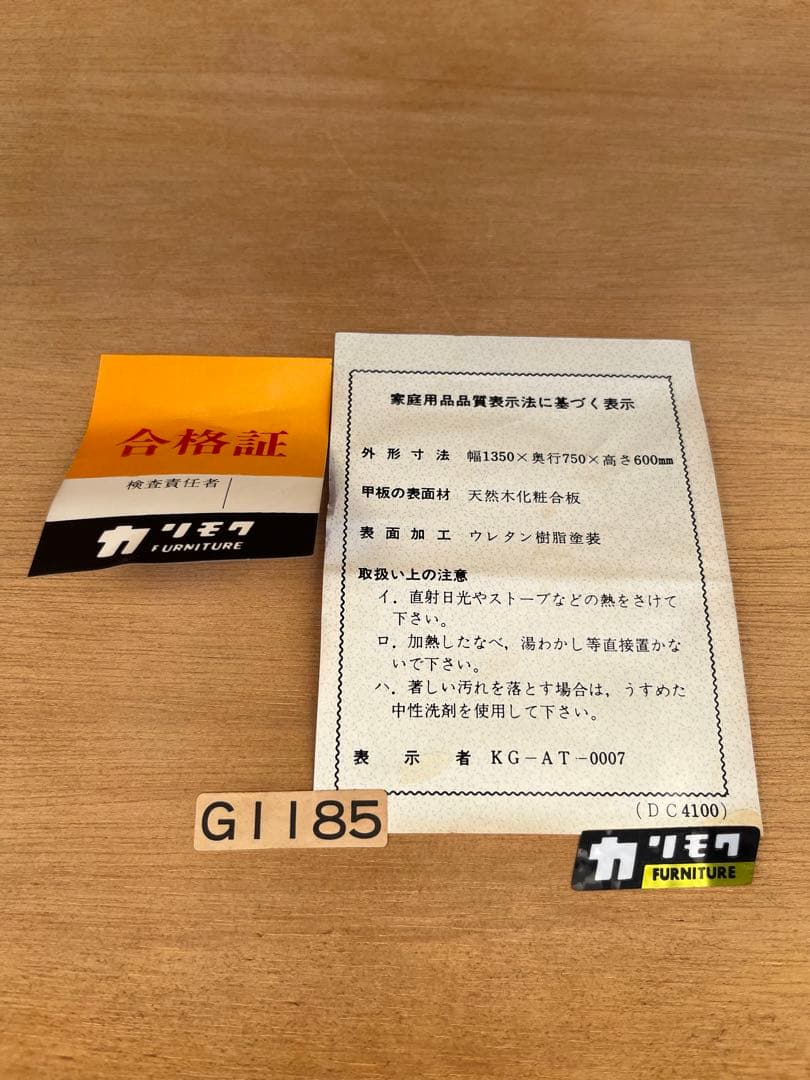 合格証
検査責任者
カリモク
FURNITURE
家庭用品品質表示法に基づく表示
外形寸法 幅1350×奥行750×高さ600mm
甲板の表面材 天然木化粧合板
表面加工 ウレタン樹脂塗装
取扱い上の注意
イ．直射日光やストーブなどの熱をさけて
下さい。
ロ．加熱したなべ，湯わかし等直接置かな
いで下さい。
ハ．著しい汚れを落とす場合は，うすめた
中性洗剤を使用して下さい。
表示者 KG-AT-0007
(DC4100)
G1185
カリモク
FURNITURE